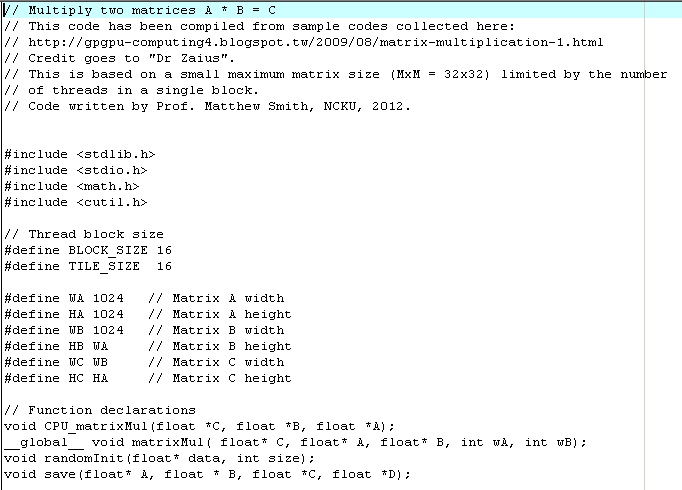 // Multiply two matrices A * B = C
// This code has been compiled from sample codes collected here:
// http://gpgpu-computing4.blogspot.tw/2009/08/matrix-multiplication-1.html
// Credit goes to "Dr Zaius".
// This is based on a small maximum matrix size (MxM = 32x32) limited by the number
// of threads in a single block.
// Code written by Prof. Matthew Smith, NCKU, 2012.
#include <stdlib.h>
#include <stdio.h>
#include <math.h>
#include <cutil.h>
// Thread block size
#define BLOCK_SIZE 16
#define TILE_SIZE  16
#define WA 1024   // Matrix A width
#define HA 1024   // Matrix A height
#define WB 1024   // Matrix B width
#define HB WA     // Matrix B height
#define WC WB     // Matrix C width
#define HC HA     // Matrix C height
// Function declarations
void CPU_matrixMul(float *C, float *B, float *A);
__global__ void matrixMul( float* C, float* A, float* B, int wA, int wB);
void randomInit(float* data, int size);
void save(float* A, float * B, float *C, float *D);